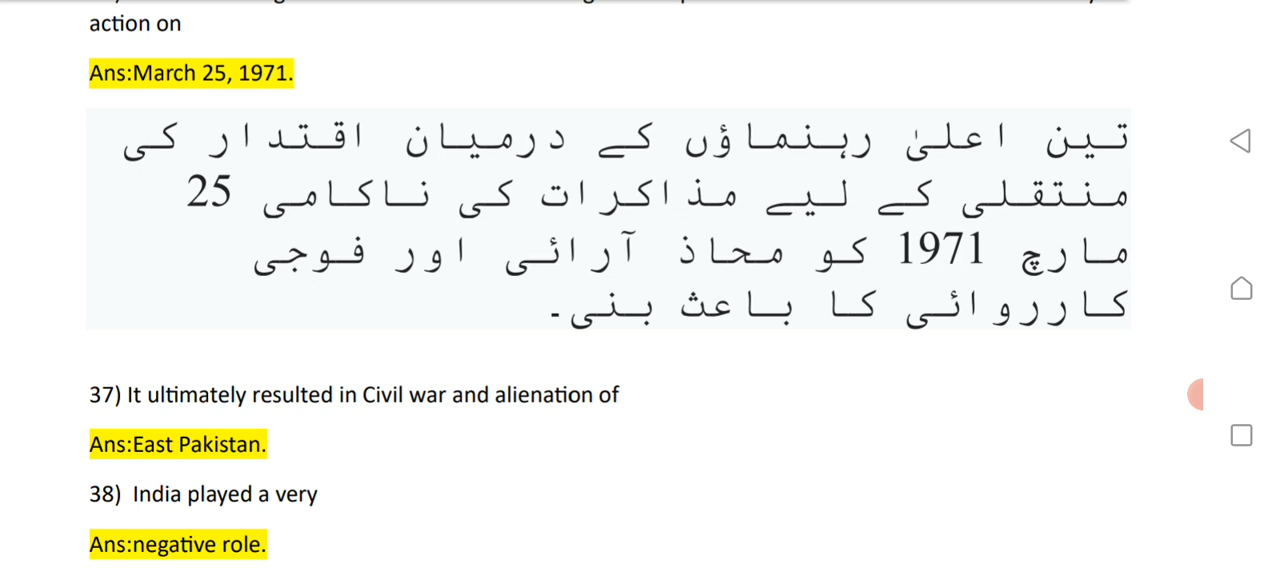 action on
Ans:March 25, 1971.
تین اعلیٰ رہنماؤں کے درمیان اقتدار کی
منتقلی کے لیے مذاکرات کی ناکامی 25
مارچ 1971 کو محاذ آرائی اور فوجی
کارروائی کا باعث بنی۔
37) It ultimately resulted in Civil war and alienation of
Ans:East Pakistan.
38) India played a very
Ans:negative role.